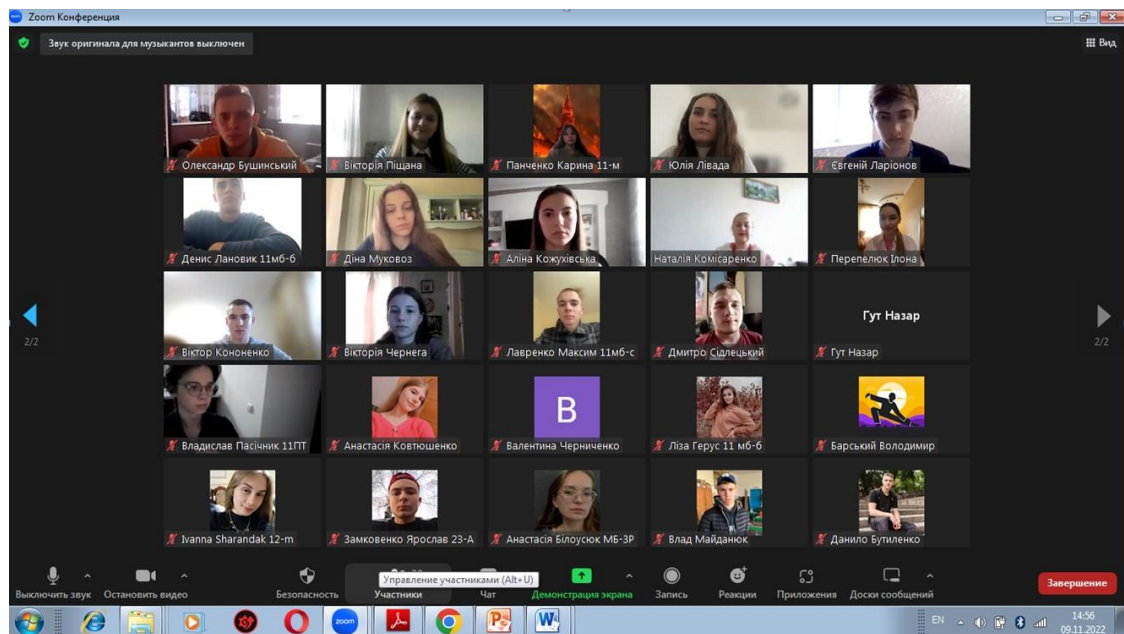 Zoom Конференция
Звук оригинала для музыкантов выключен
Вид
Олександр Бушинський
Вікторія Піщана
Панченко Карина 11-м
Юлія Лівада
Євгеній Ларіонов
Денис Лановик 11мб-б
Діна Муковоз
Аліна Кожухівська
Наталія Комісаренко
Перепелюк Ілона
Віктор Кононенко
Вікторія Чернега
Лавренко Максим 11мб-с
Дмитро Сідлецький
Гут Назар
Гут Назар
2/2
2/2
Владислав Пасічник 11ПТ
Анастасія Ковтюшенко
В
Валентина Черниченко
Ліза Герус 11 мб-б
Барський Володимир
Ivanna Sharandak 12-m
Замковенко Ярослав 23-А
Анастасія Білоусюк МБ-ЗР
Влад Майданюк
Данило Бутиленко
Управление участниками (Alt+U)
Выключить звук
Остановить видео
Безопасность
Участники
Чат
Демонстрация экрана
Запись
Реакции
Приложения
Доски сообщений
Завершение
zoom
EN
14:56
09.11.2022